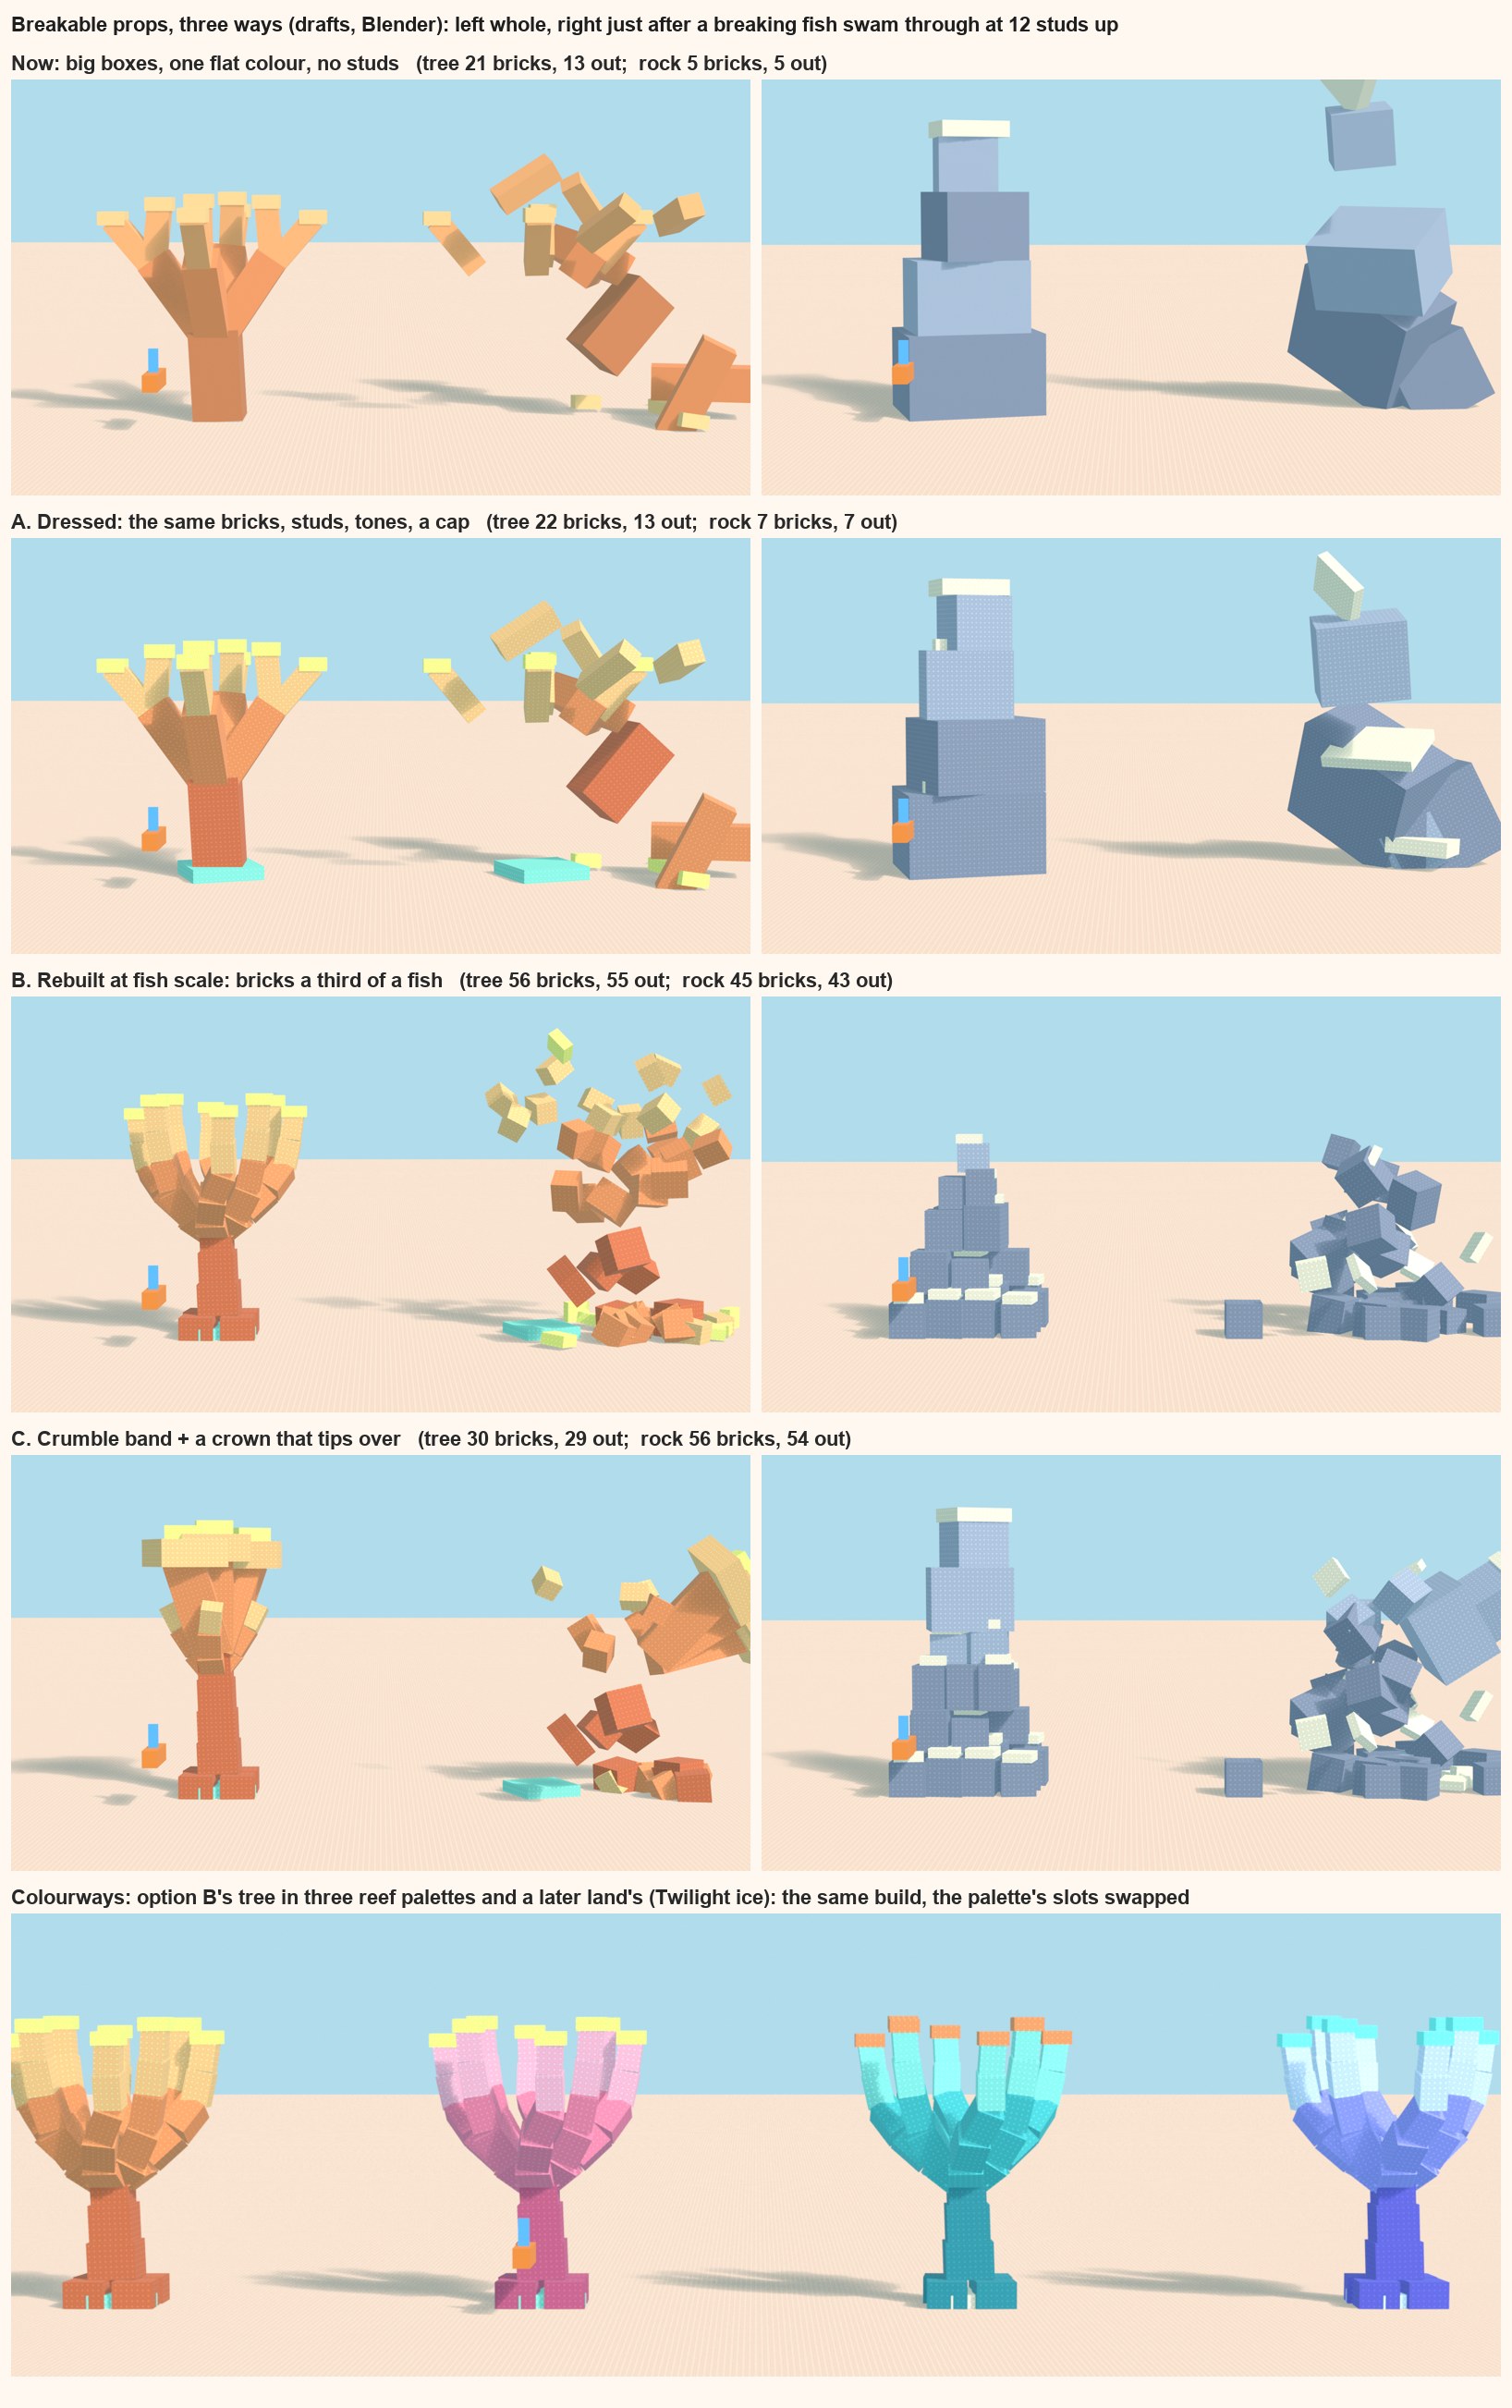 Breakable props, three ways (drafts, Blender): left whole, right just after a breaking fish swam through at 12 studs up
Now: big boxes, one flat colour, no studs (tree 21 bricks, 13 out; rock 5 bricks, 5 out)
A. Dressed: the same bricks, studs, tones, a cap (tree 22 bricks, 13 out; rock 7 bricks, 7 out)
B. Rebuilt at fish scale: bricks a third of a fish (tree 56 bricks, 55 out; rock 45 bricks, 43 out)
C. Crumble band + a crown that tips over (tree 30 bricks, 29 out; rock 56 bricks, 54 out)
Colourways: option B's tree in three reef palettes and a later land's (Twilight ice): the same build, the palette's slots swapped